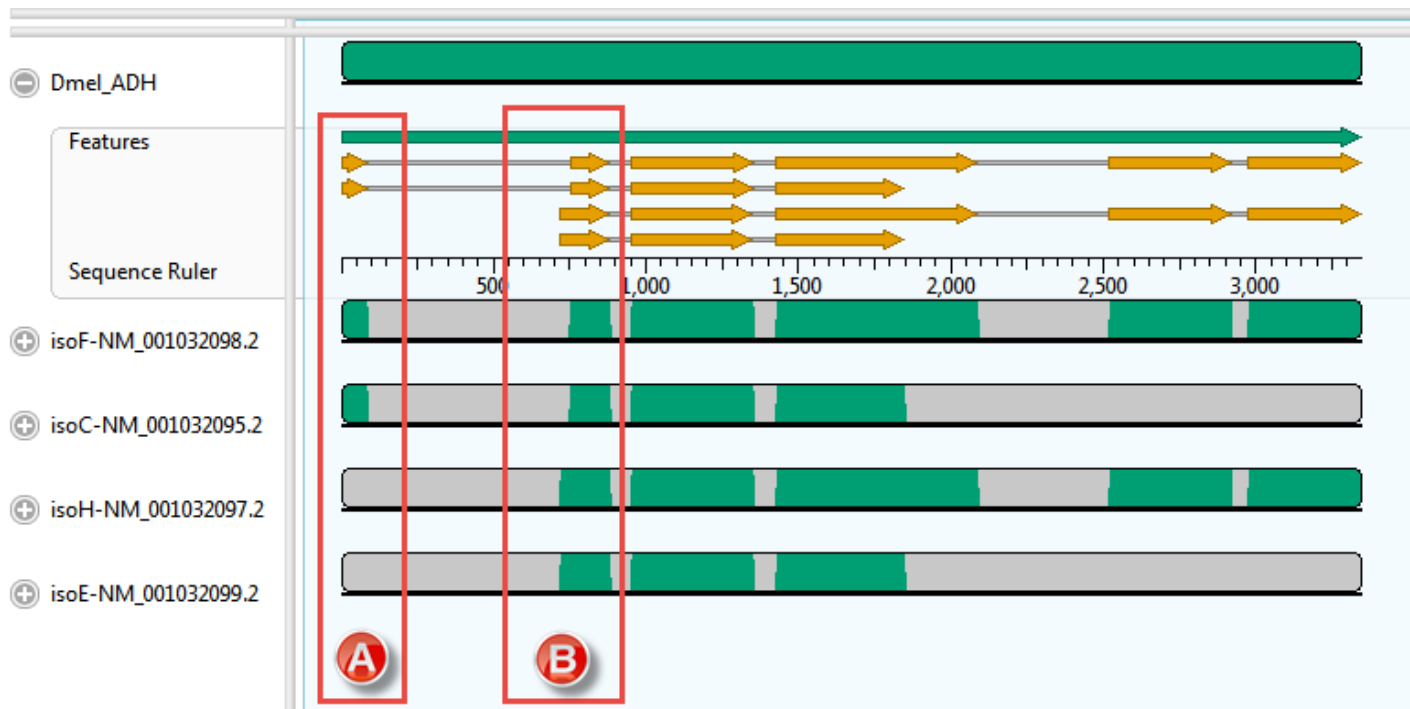 Dmel_ADH
Features
Sequence Ruler
500 1,000 1,500 2,000 2,500 3,000
isoF-NM_001032098.2
isoC-NM_001032095.2
isoH-NM_001032097.2
isoE-NM_001032099.2
A B